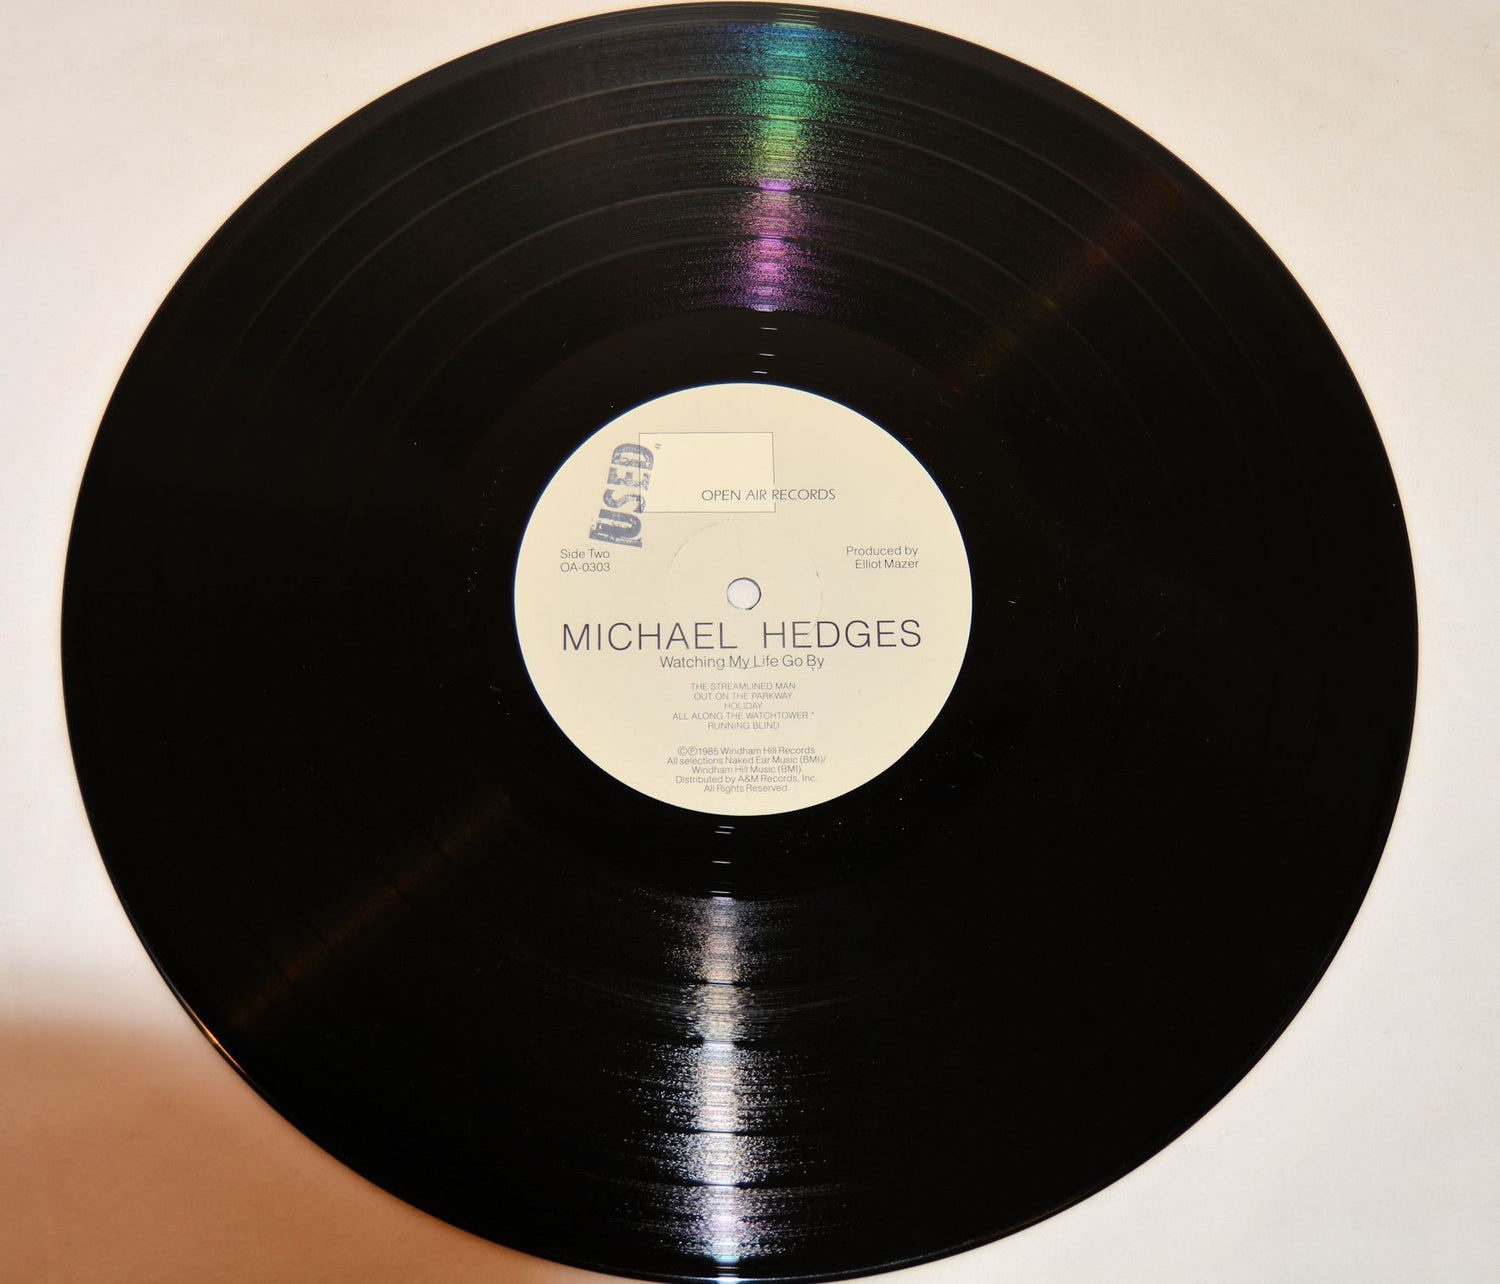 USED
OPEN AIR RECORDS
Side Two
OA-0303
Produced by
Elliot Mazer
MICHAEL HEDGES
Watching My Life Go By
THE STREAMLINED MAN
OUT ON THE PARKWAY
HOLIDAY
ALL ALONG THE WATCHTOWER *
RUNNING BLIND
©℗1985 Windham Hill Records
All selections Naked Ear Music (BMI)/
Windham Hill Music (BMI)
Distributed by A&M Records, Inc.
All Rights Reserved.